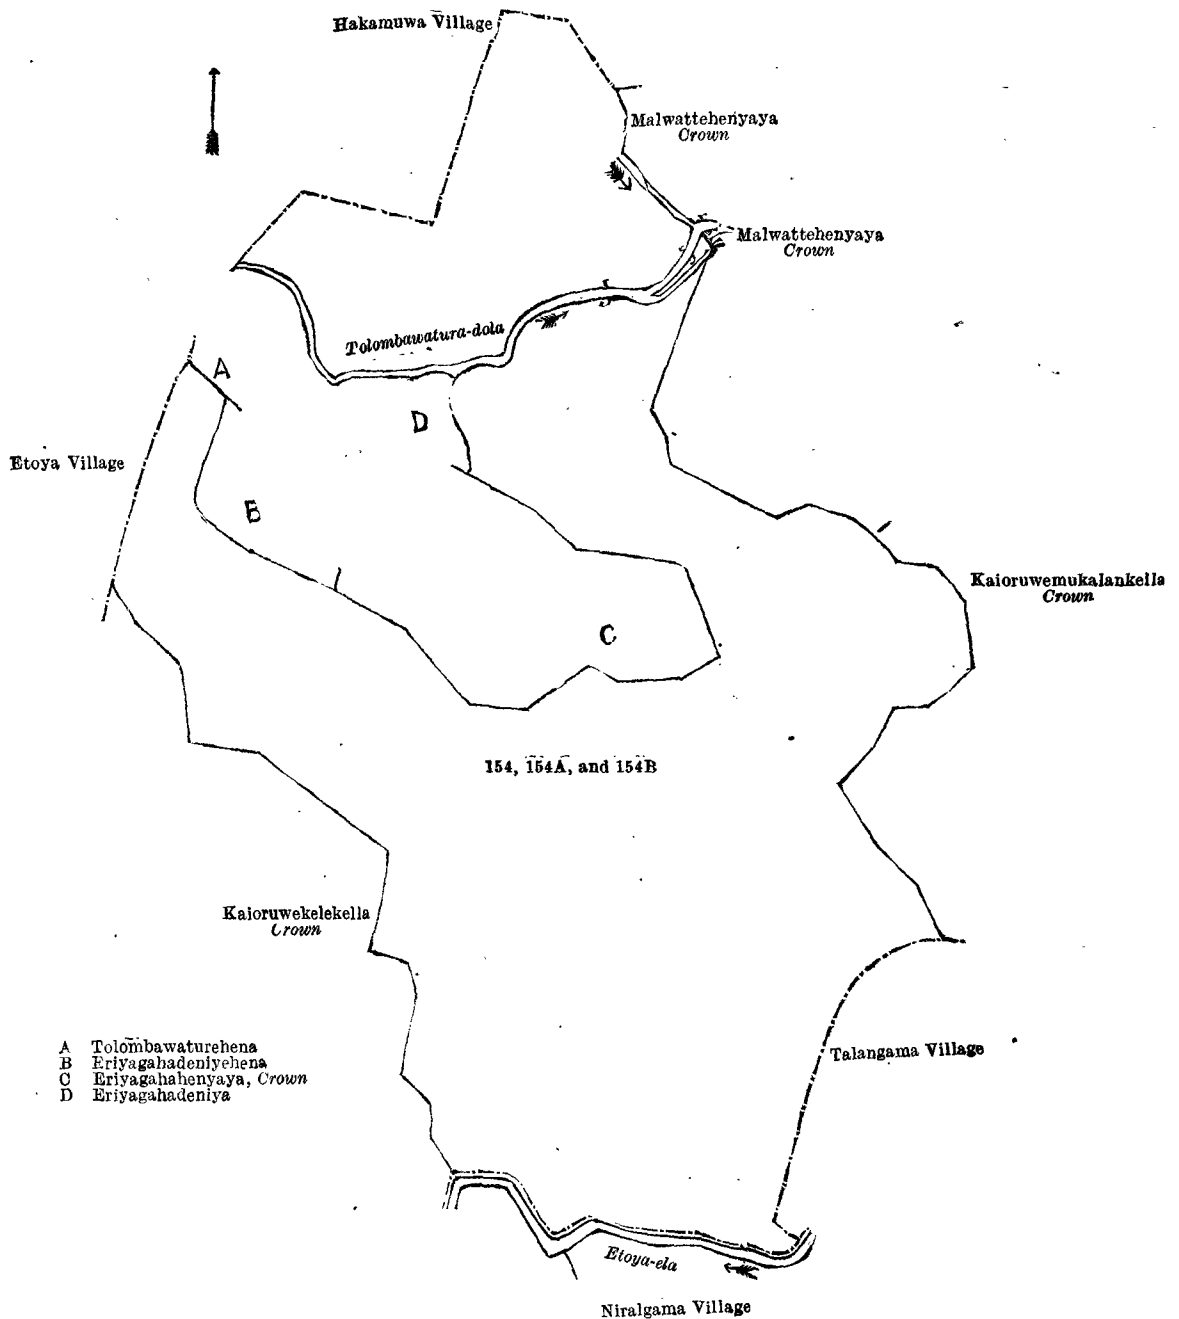 Hakamuwa Village
Malwattehenyaya
Crown
Malwattehenyaya
Crown
Tolombawatura-dola
A
D
Etoya Village
B
Kaioruwemukalankella
Crown
C
154, 154A, and 154B
Kaioruwekelekella
Crown
A Tolombawaturehena
B Eriyagahadeniyehena
C Eriyagahahenyaya, Crown
D Eriyagahadeniya
Talangama Village
Etoya-ela
Niralgama Village